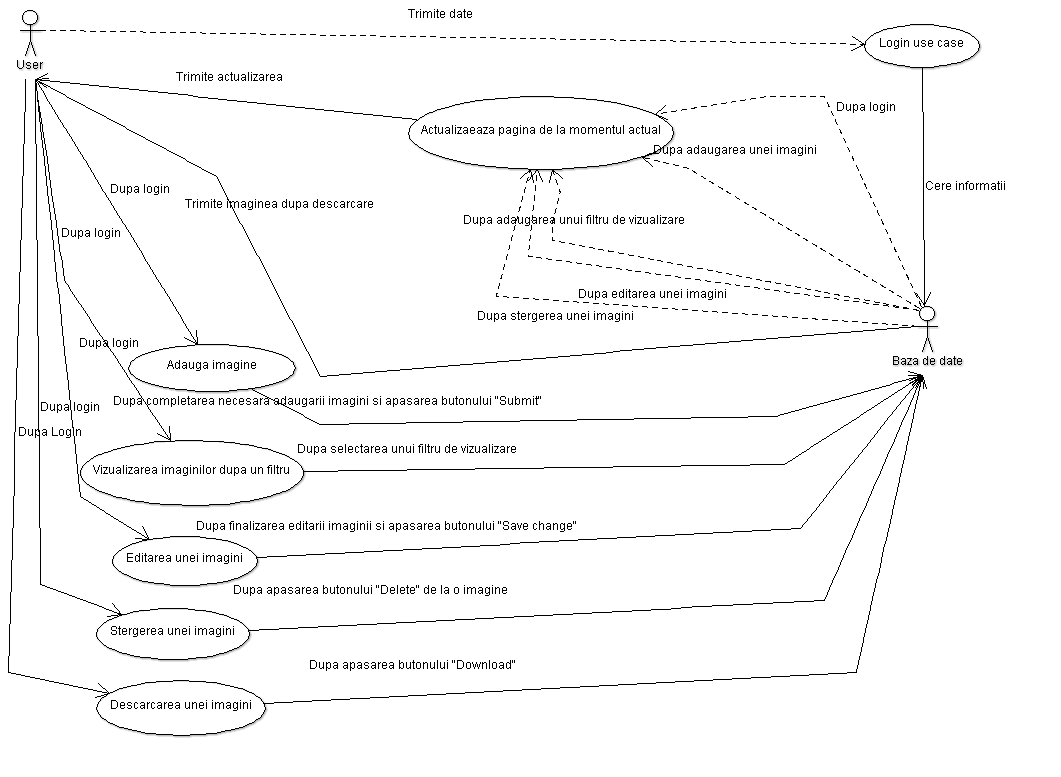 Trimite date
Login use case
User
Trimite actualizarea
Dupa login
Actualizaeaza pagina de la momentul actual
Dupa adaugarea unei imagini
Dupa login
Cere informatii
Trimite imaginea dupa descarcare
Dupa adaugarea unui filtru de vizualizare
Dupa login
Dupa editarea unei imagini
Dupa stergerea unei imagini
Dupa login
Baza de date
Adauga imagine
Dupa completarea necesara adaugarii imagini si apasarea butonului "Submit"
Dupa login
Dupa Login
Dupa selectarea unui filtru de vizualizare
Vizualizarea imaginilor dupa un filtru
Dupa finalizarea editarii imaginii si apasarea butonului "Save change"
Editarea unei imagini
Dupa apasarea butonului "Delete" de la o imagine
Stergerea unei imagini
Dupa apasarea butonului "Download"
Descarcarea unei imagini